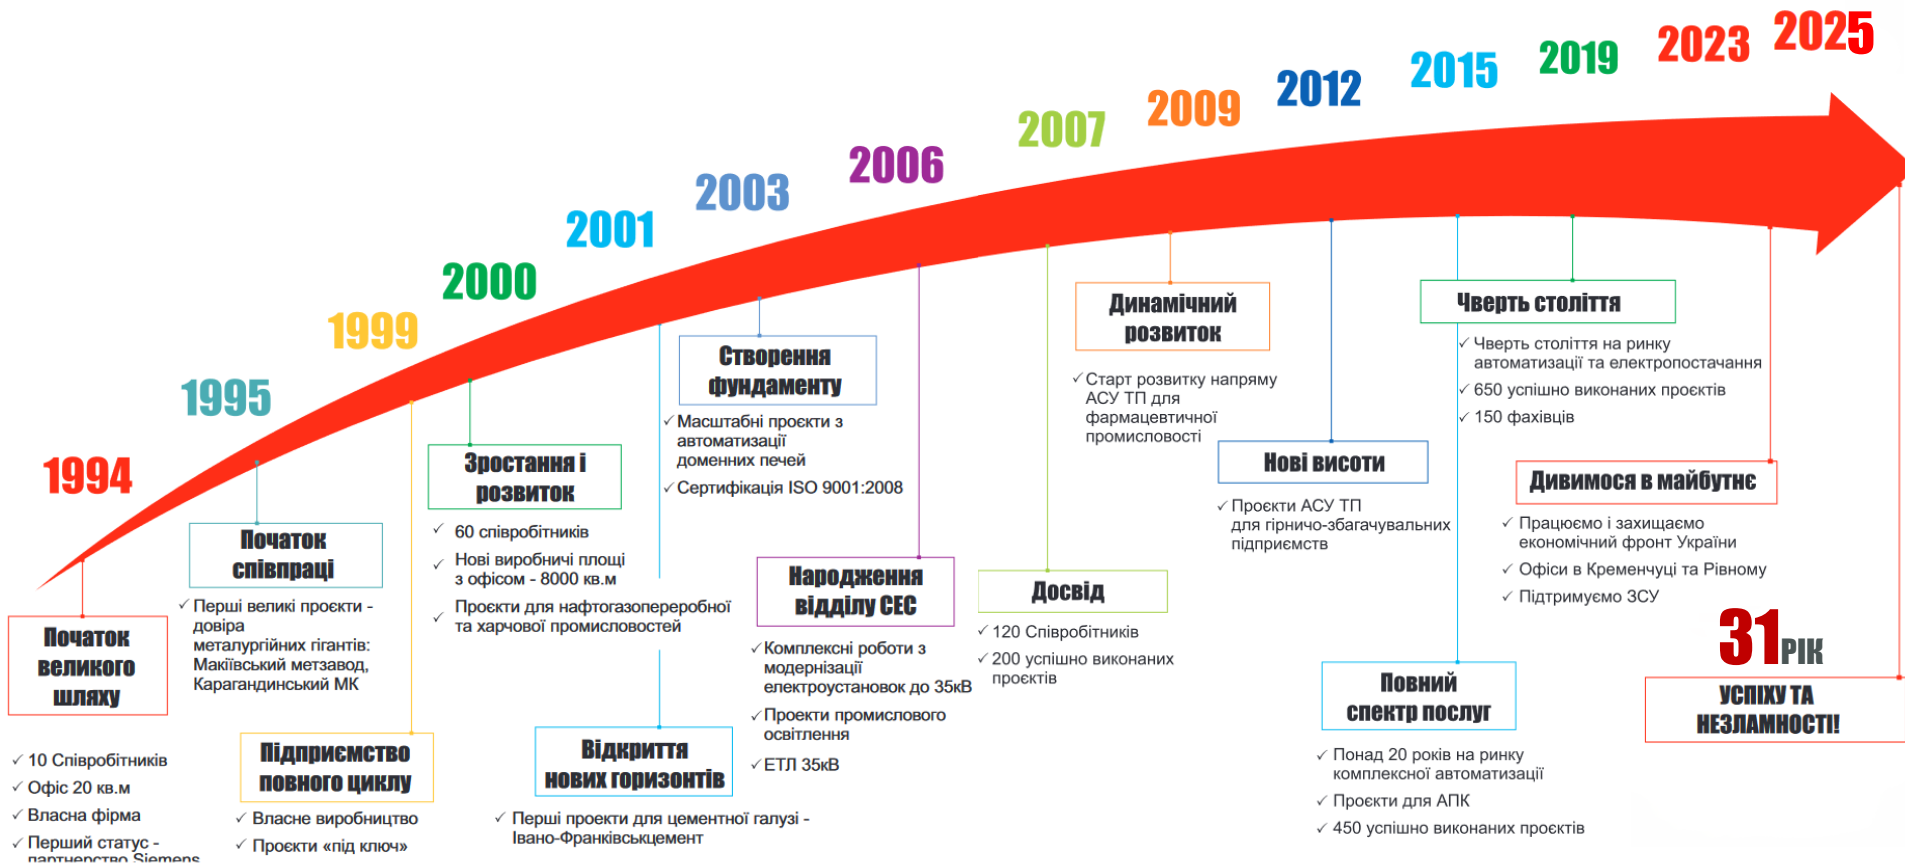 1994
Початок
великого
шляху
✓ 10 Співробітників
✓ Офіс 20 кв.м
✓ Власна фірма
✓ Перший статус -
партнерство Siemens
1995
Початок
співпраці
✓ Перші великі проєкти -
довіра
металургійних гігантів:
Макіївський метзавод,
Карагандинський МК
1999
Підприємство
повного циклу
✓ Власне виробництво
✓ Проєкти «під ключ»
2000
Зростання і
розвиток
✓ 60 співробітників
✓ Нові виробничі площі
з офісом - 8000 кв.м
✓ Проєкти для нафтогазопереробної
та харчової промисловостей
2001
Відкриття
нових горизонтів
✓ Перші проекти для цементної галузі -
Івано-Франківськцемент
2003
Створення
фундаменту
✓ Масштабні проєкти з
автоматизації
доменних печей
✓ Сертифікація ISO 9001:2008
2006
Народження
відділу СЕС
✓ Комплексні роботи з
модернізації
електроустановок до 35кВ
✓ Проекти промислового
освітлення
✓ ЕТЛ 35кВ
2007
Досвід
✓ 120 Співробітників
✓ 200 успішно виконаних
проєктів
2009
Динамічний
розвиток
✓ Старт розвитку напряму
АСУ ТП для
фармацевтичної
промисловості
2012
Нові висоти
✓ Проєкти АСУ ТП
для гірничо-збагачувальних
підприємств
2015
Повний
спектр послуг
✓ Понад 20 років на ринку
комплексної автоматизації
✓ Проєкти для АПК
✓ 450 успішно виконаних проєктів
2019
Чверть століття
✓ Чверть століття на ринку
автоматизації та електропостачання
✓ 650 успішно виконаних проєктів
✓ 150 фахівців
2023
Дивимося в майбутнє
✓ Працюємо і захищаємо
економічний фронт України
✓ Офіси в Кременчуці та Рівному
✓ Підтримуємо ЗСУ
2025
31 РІК
УСПІХУ ТА
НЕЗЛАМНОСТІ!